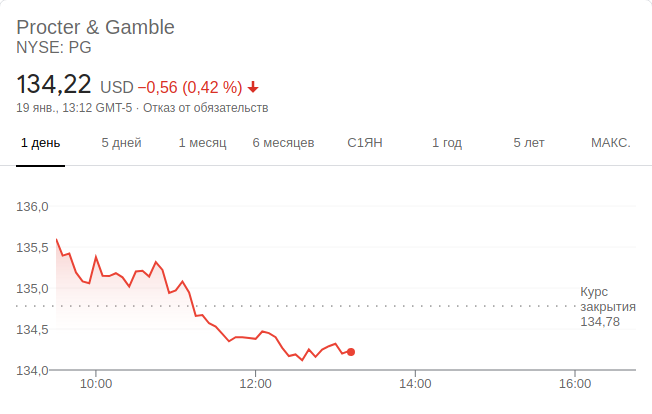 Procter & Gamble
NYSE: PG
134,22 USD −0,56 (0,42 %)
19 янв., 13:12 GMT-5 · Отказ от обязательств
1 день 5 дней 1 месяц 6 месяцев С1ЯН 1 год 5 лет МАКС.
136,0
135,5
135,0
Курс
закрытия
134,78
134,5
134,0
10:00 12:00 14:00 16:00